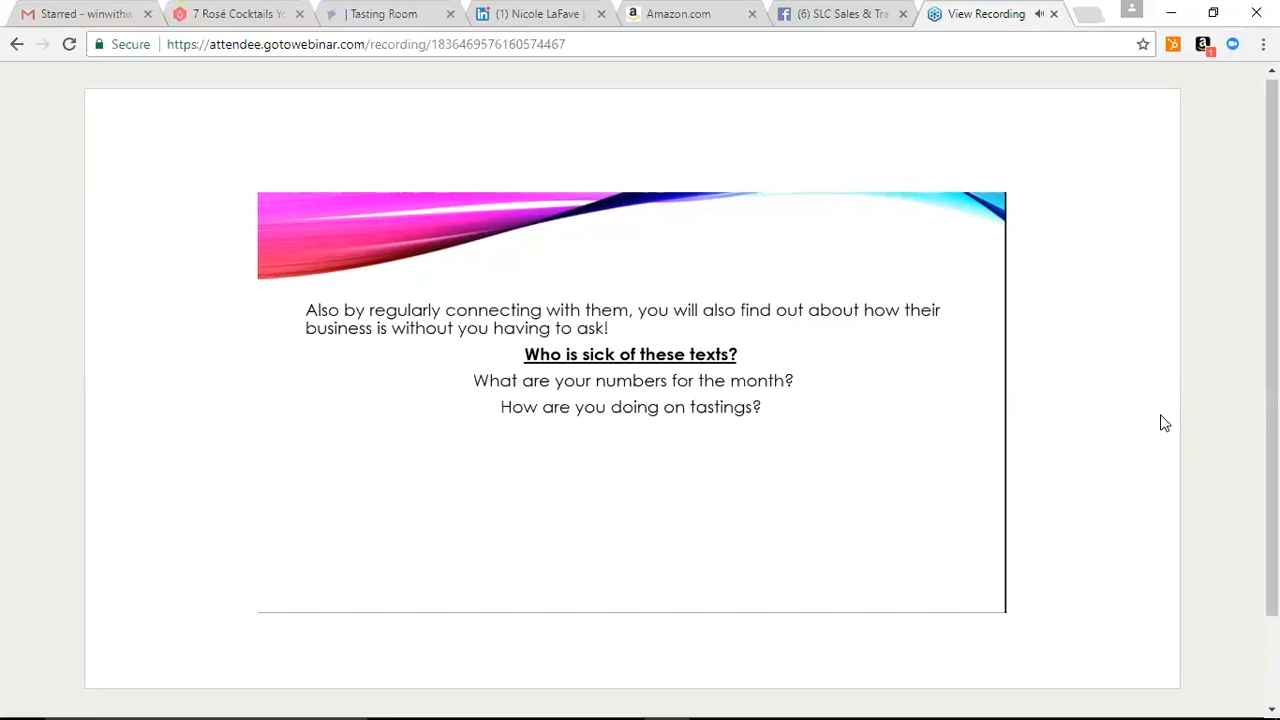 Starred - winwithw
7 Rosé Cocktails Yo
| Tasting Room
(1) Nicole LaFave |
Amazon.com
(6) SLC Sales & Tra
View Recording
Secure
https://attendee.gotowebinar.com/recording/1836469576160574467
1
Also by regularly connecting with them, you will also find out about how their
business is without you having to ask!
Who is sick of these texts?
What are your numbers for the month?
How are you doing on tastings?